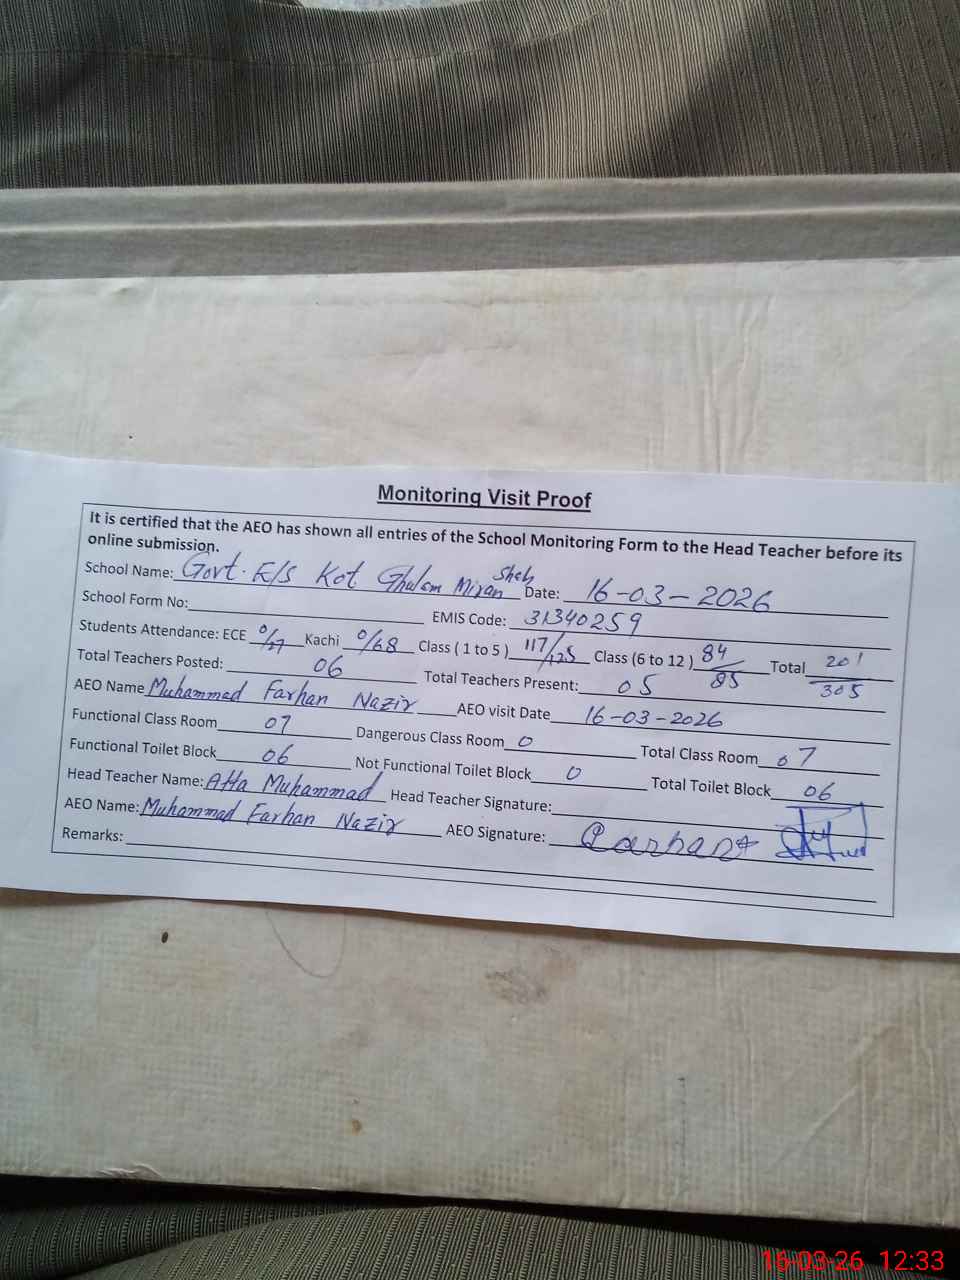 Monitoring Visit Proof
It is certified that the AEO has shown all entries of the School Monitoring Form to the Head Teacher before its
online submission.
School Name: Govt. E/S Kot Ghulam Miran Shah Date: 16-03-2026
School Form No: EMIS Code: 31340259
Students Attendance: ECE 0/27 Kachi 0/68 Class ( 1 to 5 ) 117/125 Class (6 to 12 ) 84/85 Total 201/305
Total Teachers Posted: 06 Total Teachers Present: 05
AEO Name Muhammad Farhan Nazir AEO visit Date 16-03-2026
Functional Class Room 07 Dangerous Class Room 0 Total Class Room 07
Functional Toilet Block 06 Not Functional Toilet Block 0 Total Toilet Block 06
Head Teacher Name: Atta Muhammad Head Teacher Signature:
AEO Name: Muhammad Farhan Nazir AEO Signature:
Remarks:
16-03-26 12:33